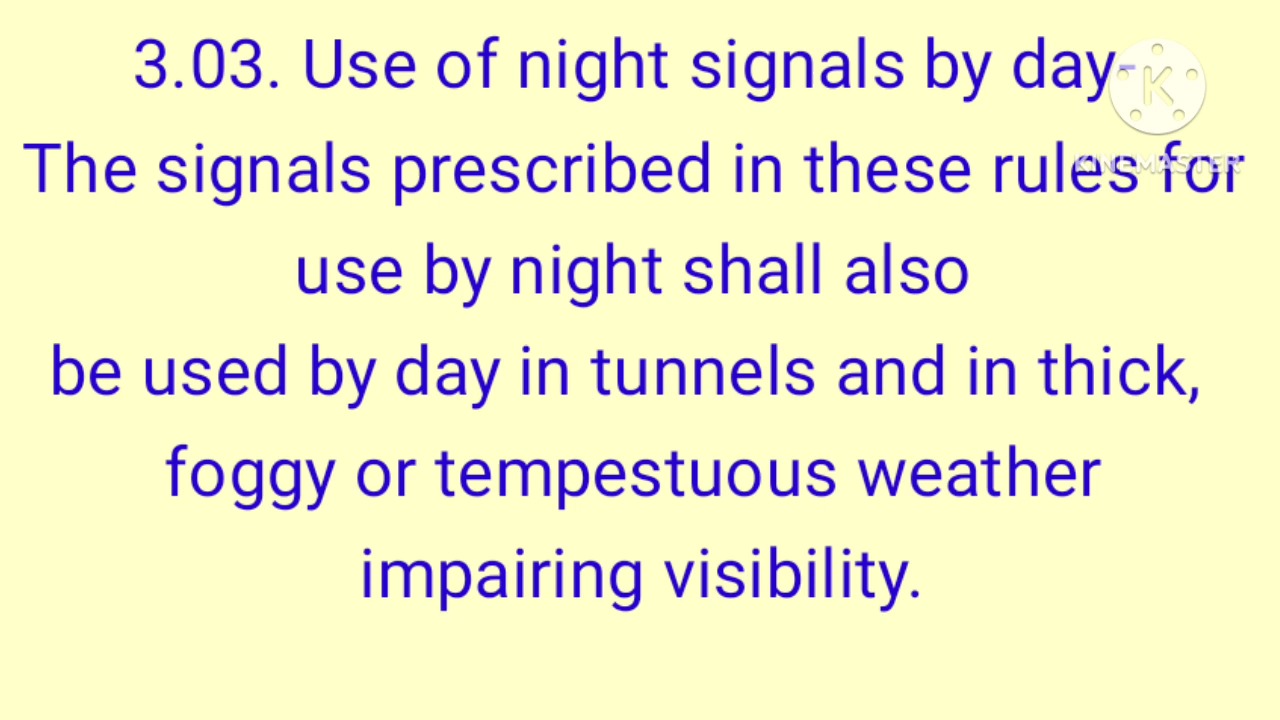 3.03. Use of night signals by day-
The signals prescribed in these rules for
use by night shall also
be used by day in tunnels and in thick,
foggy or tempestuous weather
impairing visibility.
K
KINEMASTER